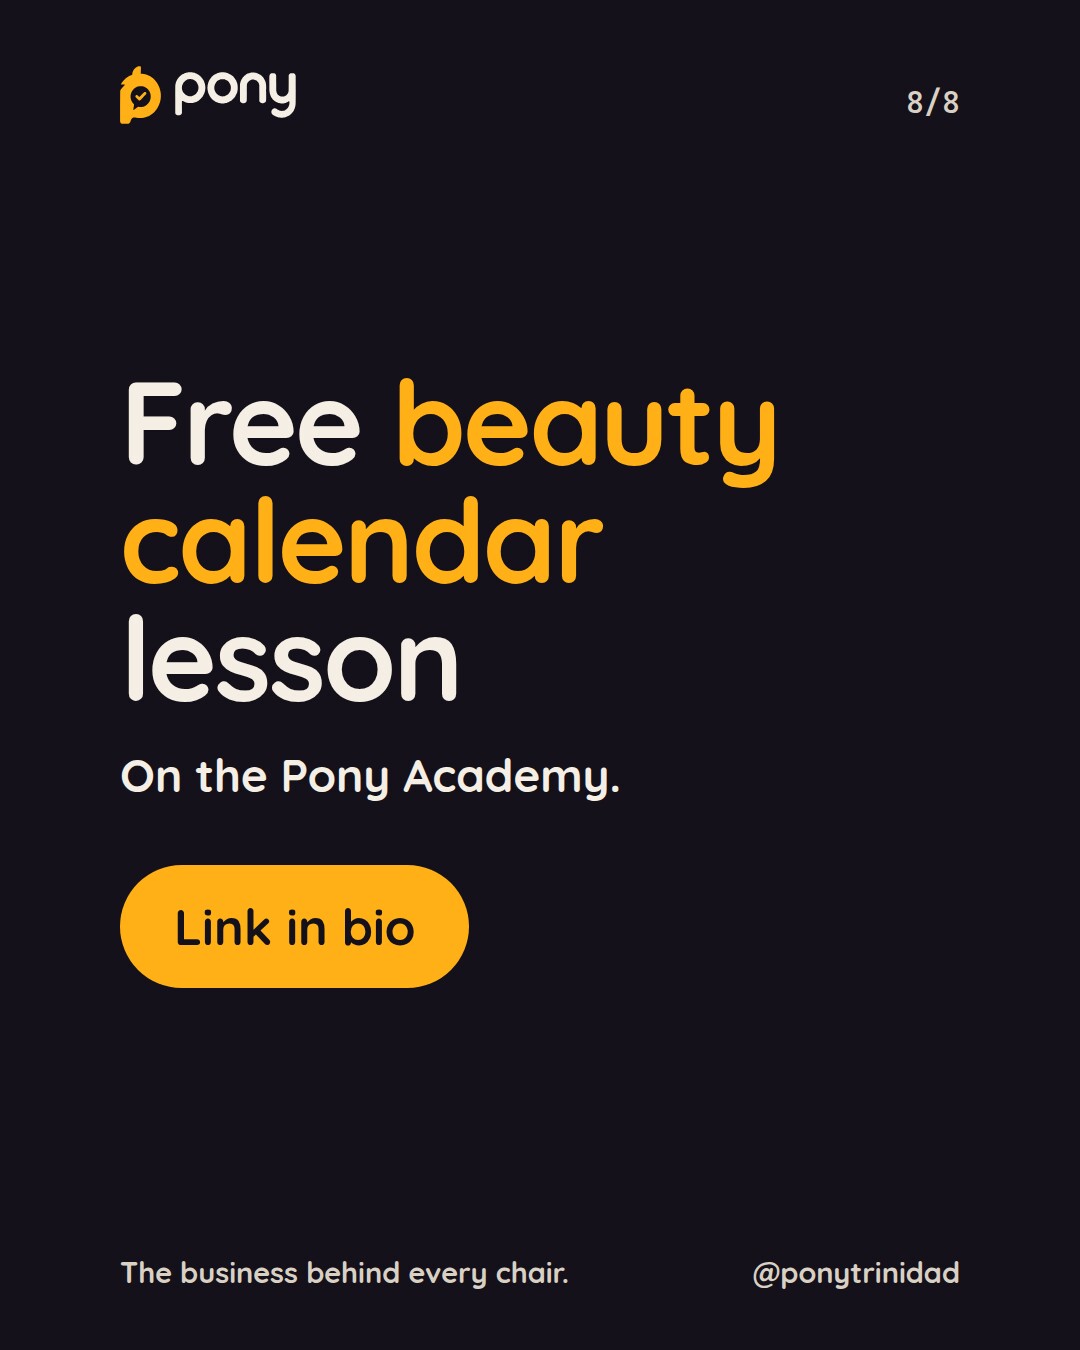 pony
8/8
Free beauty
calendar
lesson
On the Pony Academy.
Link in bio
The business behind every chair.
@ponytrinidad